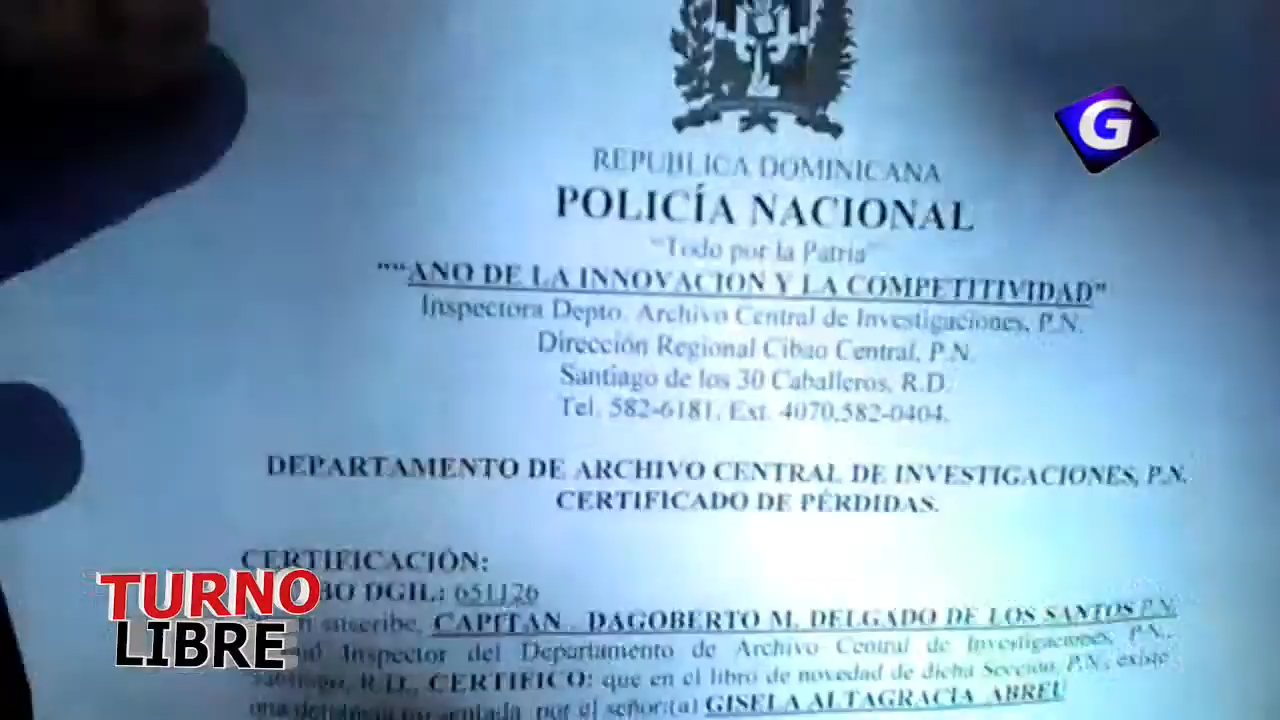 G
REPUBLICA DOMINICANA
POLICÍA NACIONAL
"Todo por la Patria"
""ANO DE LA INNOVACION Y LA COMPETITIVIDAD"
Inspectora Depto. Archivo Central de Investigaciones, P.N.
Dirección Regional Cibao Central, P.N.
Santiago de los 30 Caballeros, R.D.
Tel. 582-6181, Ext. 4070,582-0404.
DEPARTAMENTO DE ARCHIVO CENTRAL DE INVESTIGACIONES, P.N.
CERTIFICADO DE PÉRDIDAS.
CERTIFICACIÓN:
BO DGIL: 651126
suscribe, CAPITAN. DAGOBERTO M. DELGADO DE LOS SANTOS P.N.
Inspector del Departamento de Archivo Central de Investigaciones, P.N.,
R.D., CERTIFICO: que en el libro de novedad de dicha Sección, P.N., existe
una por el señor(a) GISELA ALTAGRACIA ABREU
TURNO
LIBRE